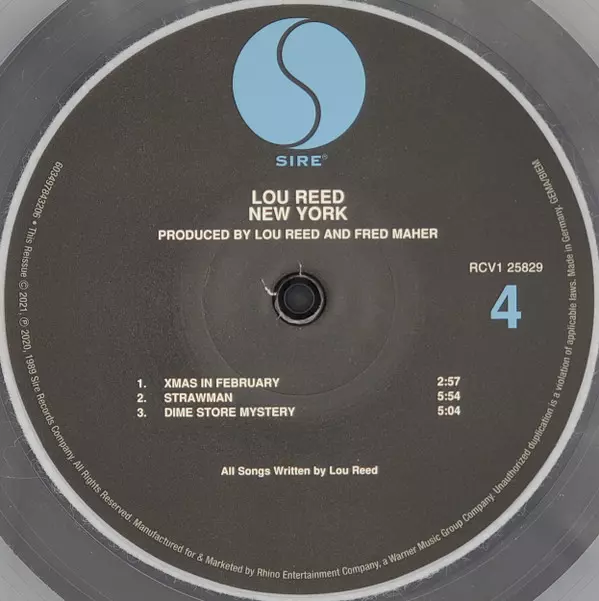 SIRE®
LOU REED
NEW YORK
PRODUCED BY LOU REED AND FRED MAHER
RCV1 25829
4
1. XMAS IN FEBRUARY 2:57
2. STRAWMAN 5:54
3. DIME STORE MYSTERY 5:04
All Songs Written by Lou Reed
603497843206 • This Reissue © 2021, ℗ 2020, 1989 Sire Records Company. All Rights Reserved. Manufactured for & Marketed by Rhino Entertainment Company, a Warner Music Group Company. Unauthorized duplication is a violation of applicable laws. Made in Germany. GEMA/BIEM